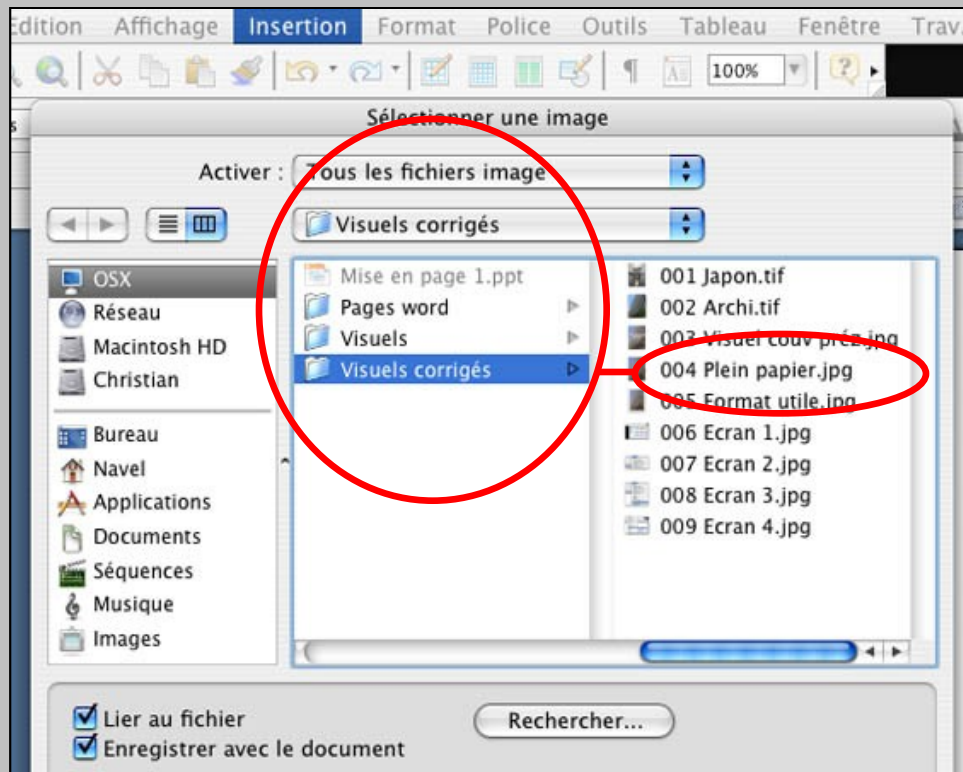 Edition Affichage Insertion Format Police Outils Tableau Fenêtre Trav
100%
Sélectionner une image
Activer : Tous les fichiers image
Visuels corrigés
OSX
Réseau
Macintosh HD
Christian
Bureau
Navel
Applications
Documents
Séquences
Musique
Images
Mise en page 1.ppt
Pages word
Visuels
Visuels corrigés
001 Japon.tif
002 Archi.tif
003 Visuel couv préz.jpg
004 Plein papier.jpg
005 Format utile.jpg
006 Ecran 1.jpg
007 Ecran 2.jpg
008 Ecran 3.jpg
009 Ecran 4.jpg
Lier au fichier
Rechercher...
Enregistrer avec le document